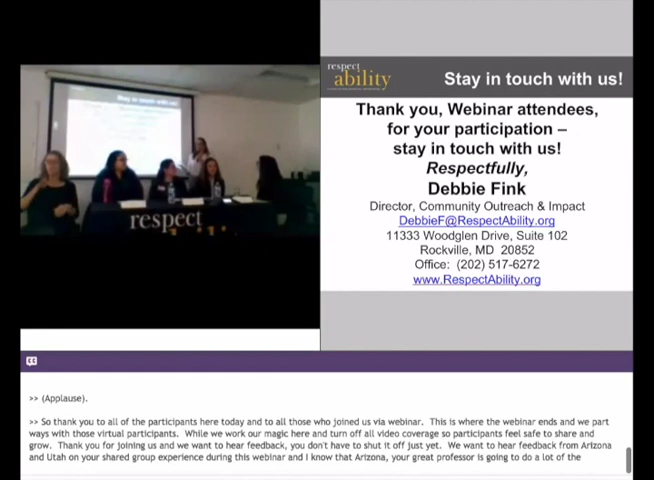 respect
ability
Stay in touch with us!
Stay in touch with us!
respect
Thank you, Webinar attendees,
for your participation –
stay in touch with us!
Respectfully,
Debbie Fink
Director, Community Outreach & Impact
DebbieF@RespectAbility.org
11333 Woodglen Drive, Suite 102
Rockville, MD 20852
Office: (202) 517-6272
www.RespectAbility.org
>> (Applause).
>> So thank you to all of the participants here today and to all those who joined us via webinar. This is where the webinar ends and we part
ways with those virtual participants. While we work our magic here and turn off all video coverage so participants feel safe to share and
grow. Thank you for joining us and we want to hear feedback, you don't have to shut it off just yet. We want to hear feedback from Arizona
and Utah on your shared group experience during this webinar and I know that Arizona, your great professor is going to do a lot of the